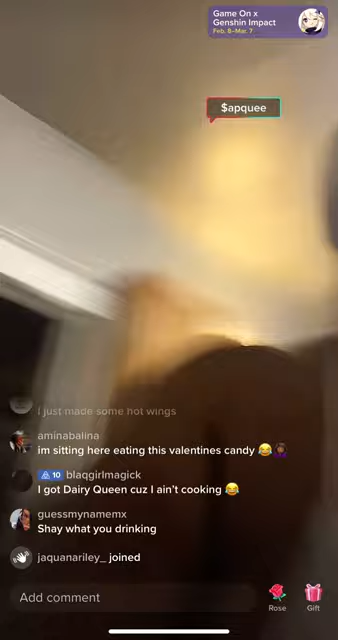 Game On x
Genshin Impact
Feb. 8–Mar. 7
$apquee
I just made some hot wings
aminabalina
im sitting here eating this valentines candy 😂🤦🏾‍♀️
10 blaqgirlmagick
I got Dairy Queen cuz I ain’t cooking 😂
guessmynamemx
Shay what you drinking
jaquanariley_ joined
Add comment
Rose
Gift